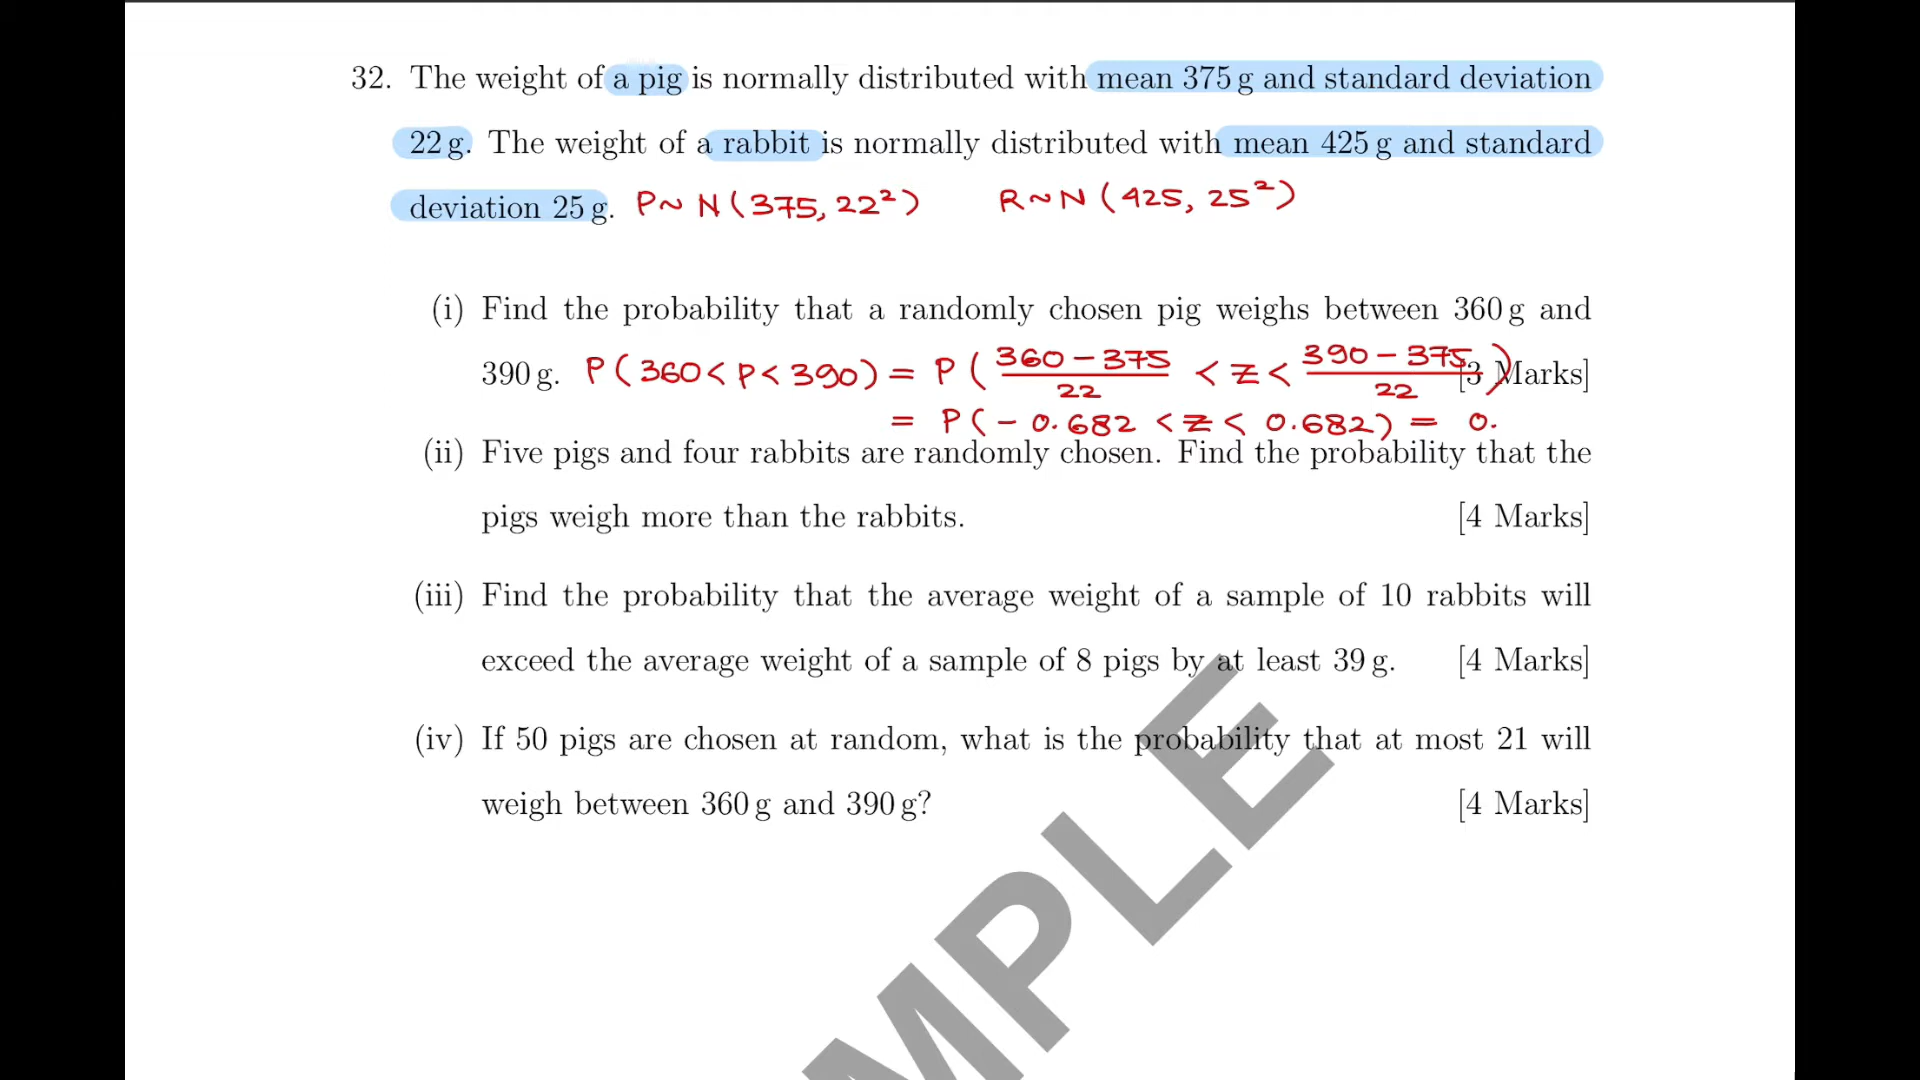 32. The weight of a pig is normally distributed with mean 375 g and standard deviation
22 g. The weight of a rabbit is normally distributed with mean 425 g and standard
deviation 25 g. P~N(375, 22²) R~N(425, 25²)
(i) Find the probability that a randomly chosen pig weighs between 360 g and
390 g. P(360<P<390) = P((360-375)/22 < Z < (390-375)/22) [3 Marks]
= P(-0.682 < Z < 0.682) = 0.
(ii) Five pigs and four rabbits are randomly chosen. Find the probability that the
pigs weigh more than the rabbits. [4 Marks]
(iii) Find the probability that the average weight of a sample of 10 rabbits will
exceed the average weight of a sample of 8 pigs by at least 39 g. [4 Marks]
(iv) If 50 pigs are chosen at random, what is the probability that at most 21 will
weigh between 360 g and 390 g? [4 Marks]
MPLE